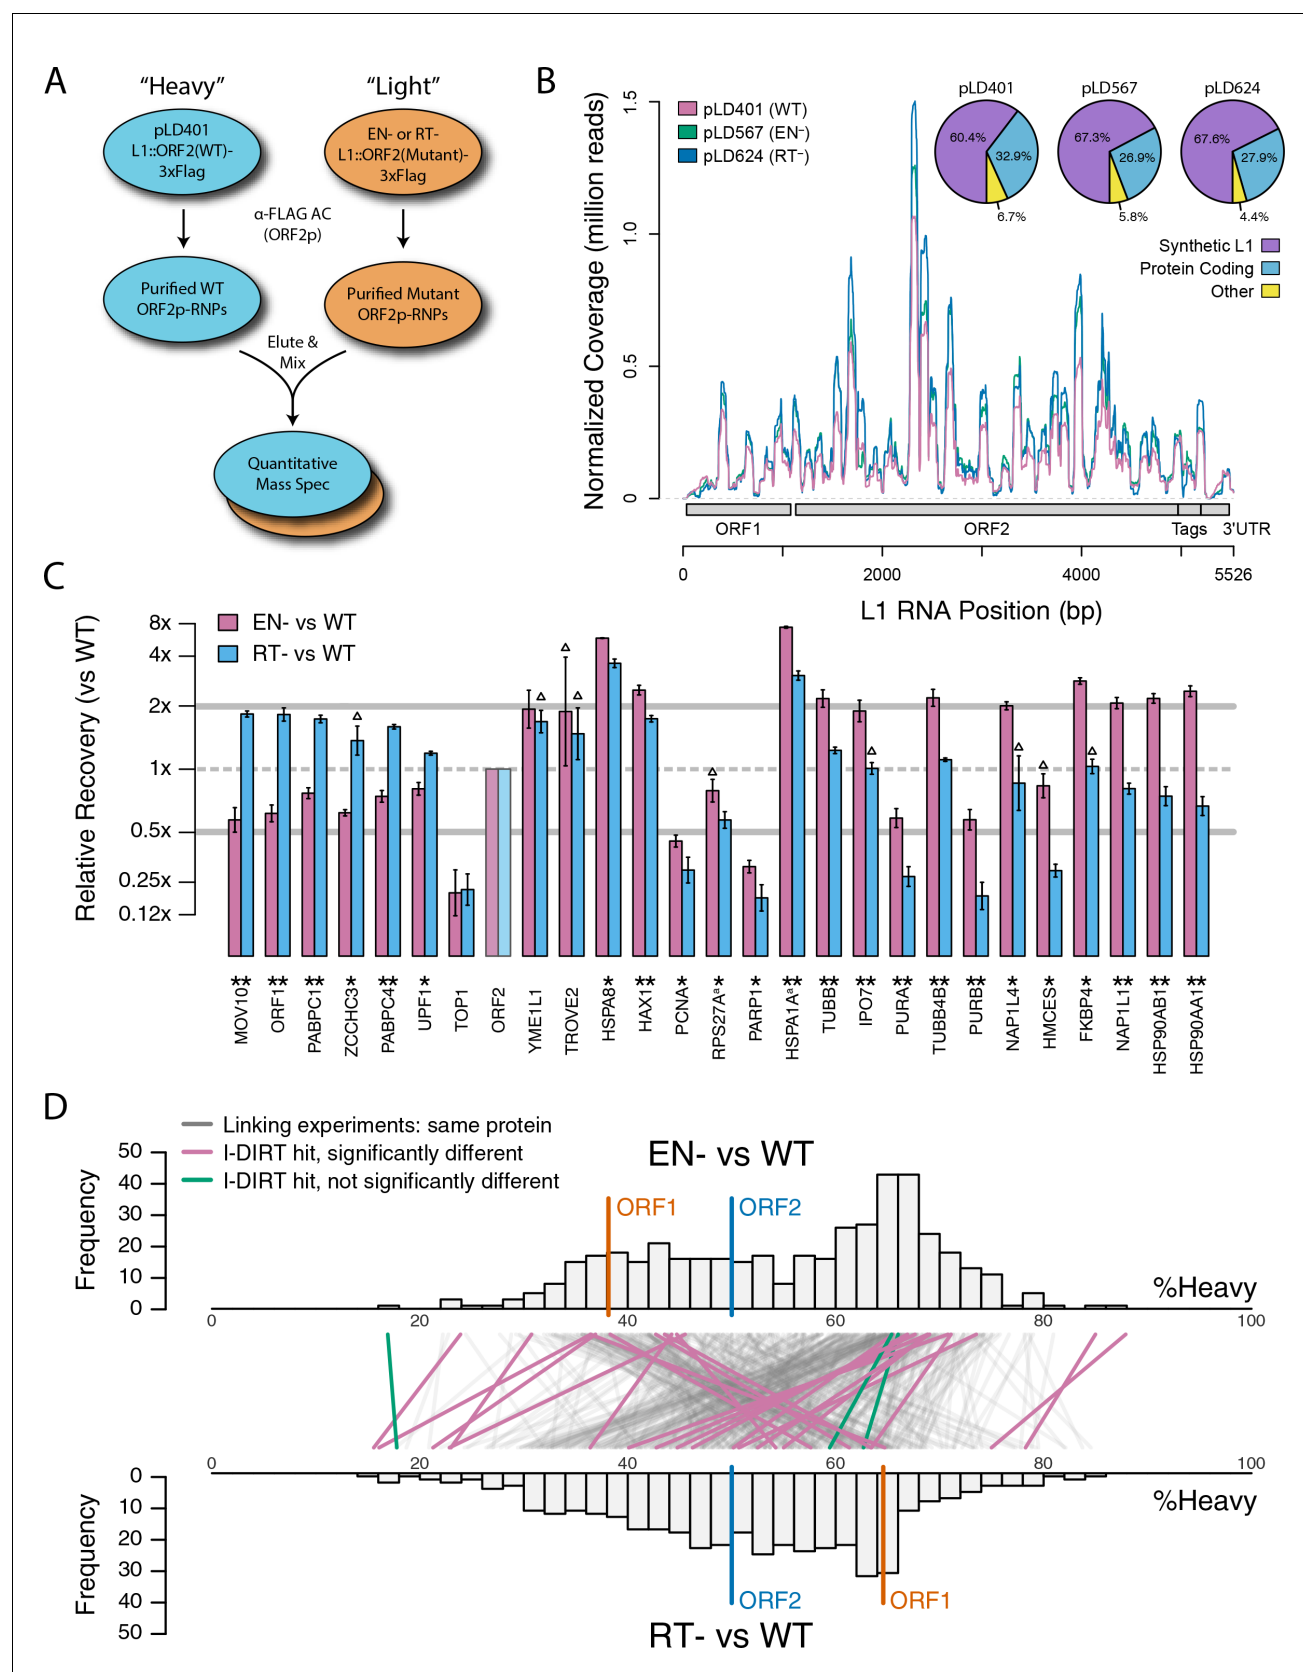 A
“Heavy”
“Light”
pLD401
L1::ORF2(WT)-
3xFlag
EN- or RT-
L1::ORF2(Mutant)-
3xFlag
α-FLAG AC
(ORF2p)
Purified WT
ORF2p-RNPs
Purified Mutant
ORF2p-RNPs
Elute &
Mix
Quantitative
Mass Spec
B
Normalized Coverage (million reads)
1.5
1.0
0.5
0
pLD401 (WT)
pLD567 (EN⁻)
pLD624 (RT⁻)
pLD401
pLD567
pLD624
60.4%
32.9%
6.7%
67.3%
26.9%
5.8%
67.6%
27.9%
4.4%
Synthetic L1
Protein Coding
Other
ORF1
ORF2
Tags
3'UTR
0
2000
4000
5526
L1 RNA Position (bp)
C
Relative Recovery (vs WT)
8x
4x
2x
1x
0.5x
0.25x
0.12x
EN- vs WT
RT- vs WT
MOV10‡*
ORF1‡*
PABPC1‡*
ZCCHC3*
PABPC4‡*
UPF1*
TOP1
ORF2
YME1L1
TROVE2
HSPA8*
HAX1‡*
PCNA*
RPS27Aª*
PARP1*
HSPA1Aª‡*
TUBB‡*
IPO7‡*
PURA‡*
TUBB4B‡*
PURB‡*
NAP1L4*
HMCES*
FKBP4‡*
NAP1L1‡*
HSP90AB1‡*
HSP90AA1‡*
D
Linking experiments: same protein
I-DIRT hit, significantly different
I-DIRT hit, not significantly different
EN- vs WT
Frequency
50
40
30
20
10
0
ORF1
ORF2
%Heavy
0
20
40
60
80
100
0
20
40
60
80
100
%Heavy
Frequency
0
10
20
30
40
50
ORF2
ORF1
RT- vs WT